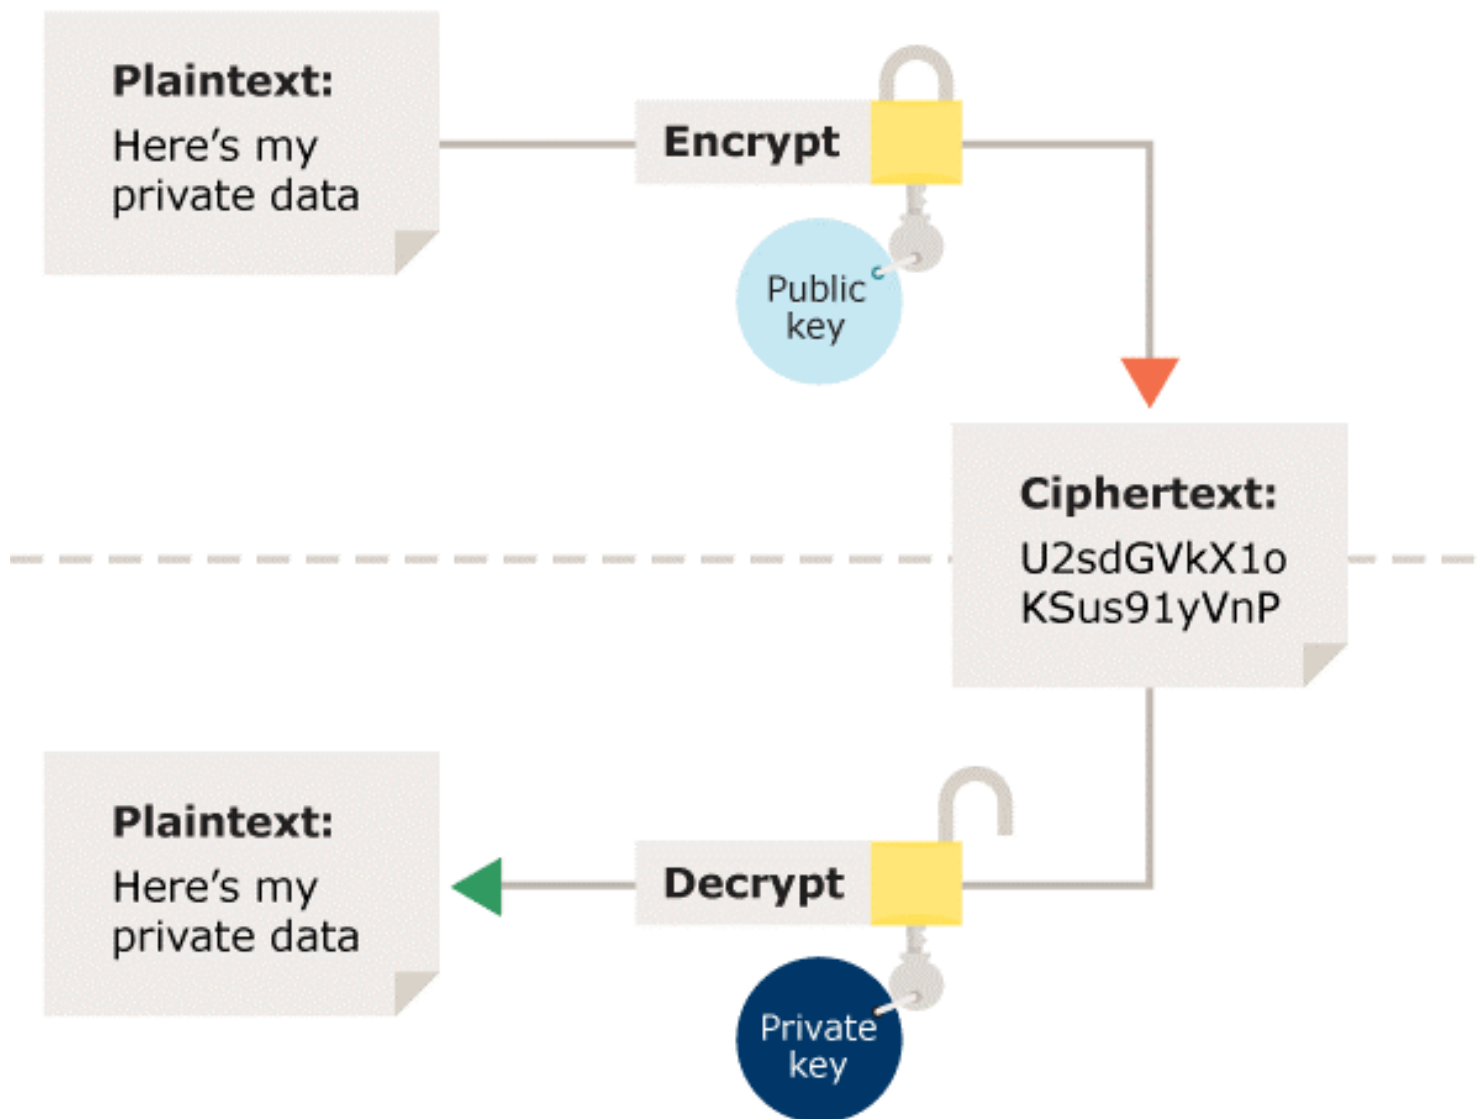 Plaintext:
Here’s my
private data
Encrypt
Public
key
Ciphertext:
U2sdGVkX1o
KSus91yVnP
Plaintext:
Here’s my
private data
Decrypt
Private
key